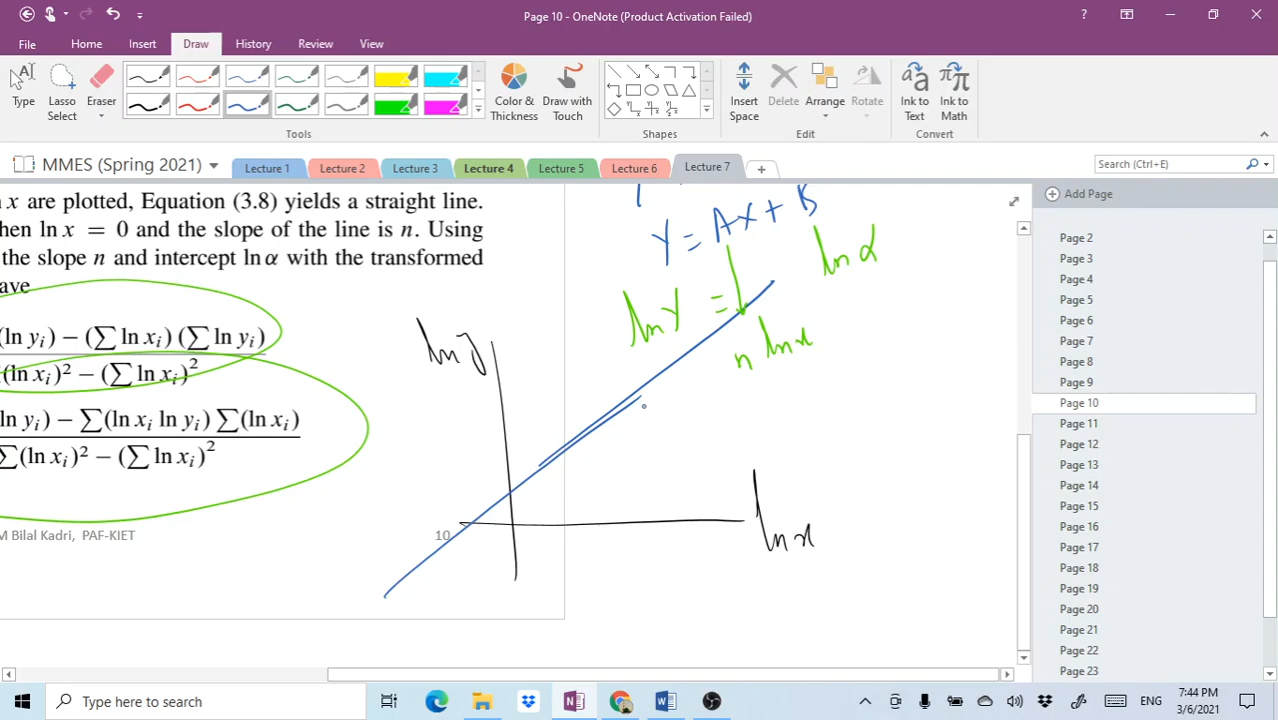 Page 10 - OneNote (Product Activation Failed)
?
File Home Insert Draw History Review View
Type
Lasso Select
Eraser
Color & Thickness
Draw with Touch
Insert Space
Delete
Arrange
Rotate
Ink to Text
Ink to Math
Tools
Shapes
Edit
Convert
MMES (Spring 2021)
Lecture 1 Lecture 2 Lecture 3 Lecture 4 Lecture 5 Lecture 6 Lecture 7
Search (Ctrl+E)
n x are plotted, Equation (3.8) yields a straight line.
hen ln x = 0 and the slope of the line is n. Using
the slope n and intercept ln α with the transformed
ave
(ln yᵢ) − (∑ ln xᵢ) (∑ ln yᵢ)
(ln xᵢ)² − (∑ ln xᵢ)²
ln yᵢ) − ∑(ln xᵢ ln yᵢ) ∑(ln xᵢ)
∑(ln xᵢ)² − (∑ ln xᵢ)²
M Bilal Kadri, PAF-KIET
10
Y = AX + B
ln α
ln Y =
n ln x
ln y
ln x
Add Page
Page 2
Page 3
Page 4
Page 5
Page 6
Page 7
Page 8
Page 9
Page 10
Page 11
Page 12
Page 13
Page 14
Page 15
Page 16
Page 17
Page 18
Page 19
Page 20
Page 21
Page 22
Page 23
Type here to search
ENG
7:44 PM
3/6/2021